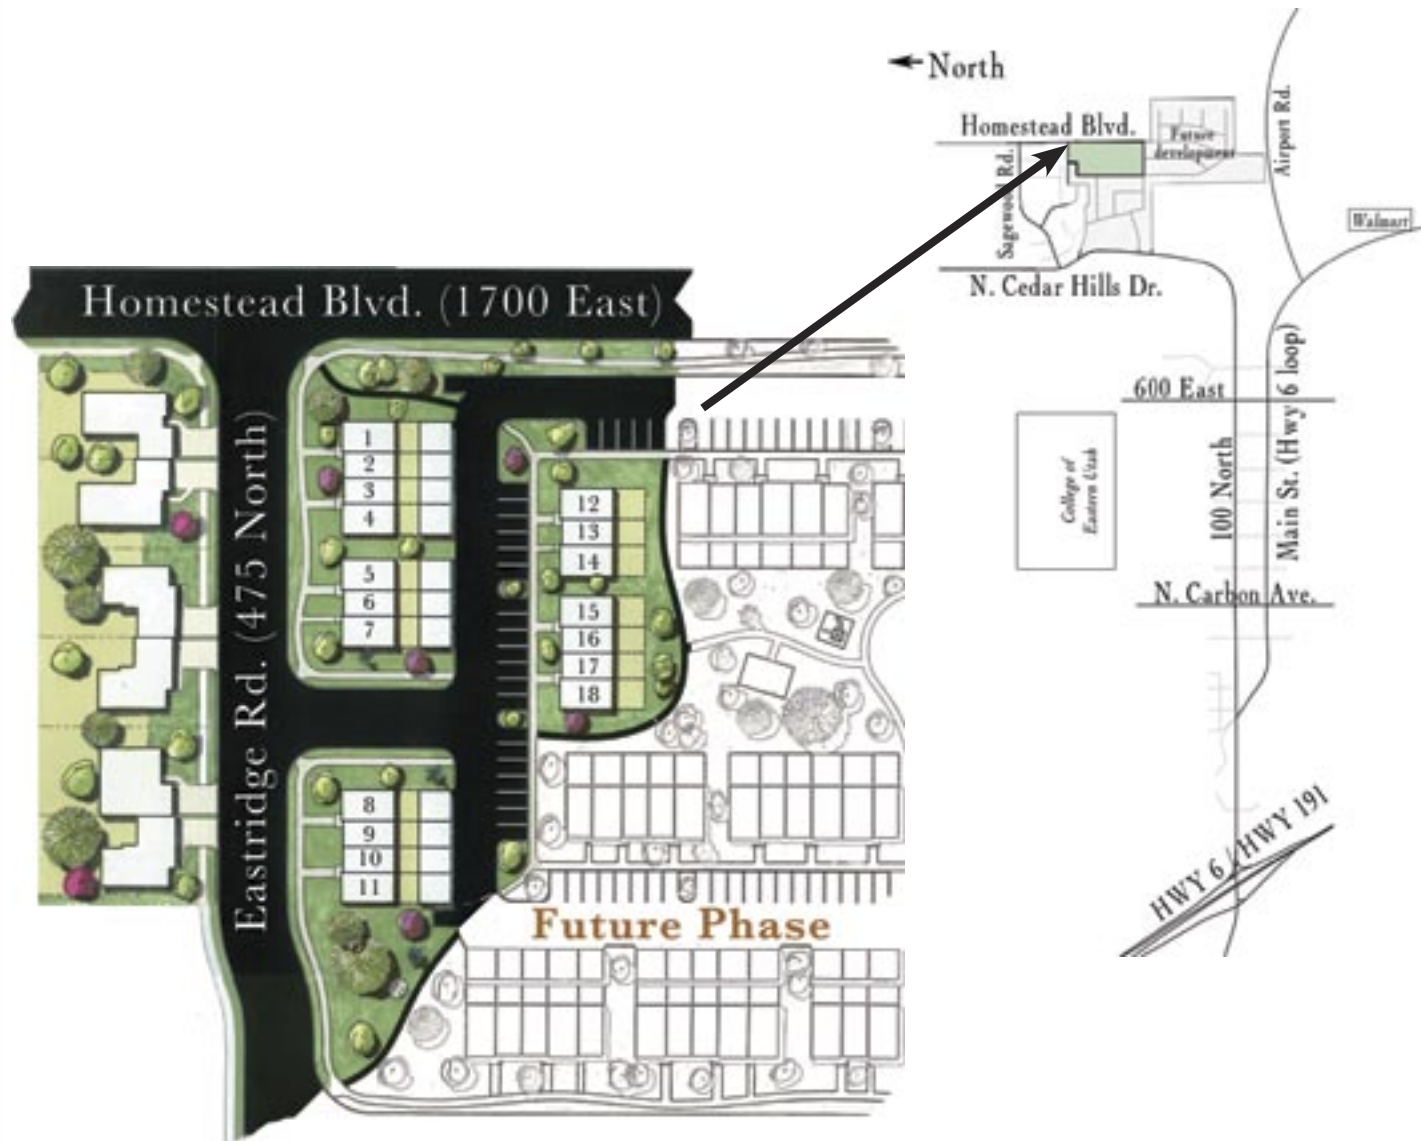 North
Homestead Blvd.
Future
development
Sagewood Rd.
Airport Rd.
Walmart
N. Cedar Hills Dr.
Homestead Blvd. (1700 East)
Eastridge Rd. (475 North)
1
2
3
4
5
6
7
8
9
10
11
12
13
14
15
16
17
18
Future Phase
600 East
College of
Eastern Utah
100 North
Main St. (Hwy 6 loop)
N. Carbon Ave.
HWY 6 / HWY 191